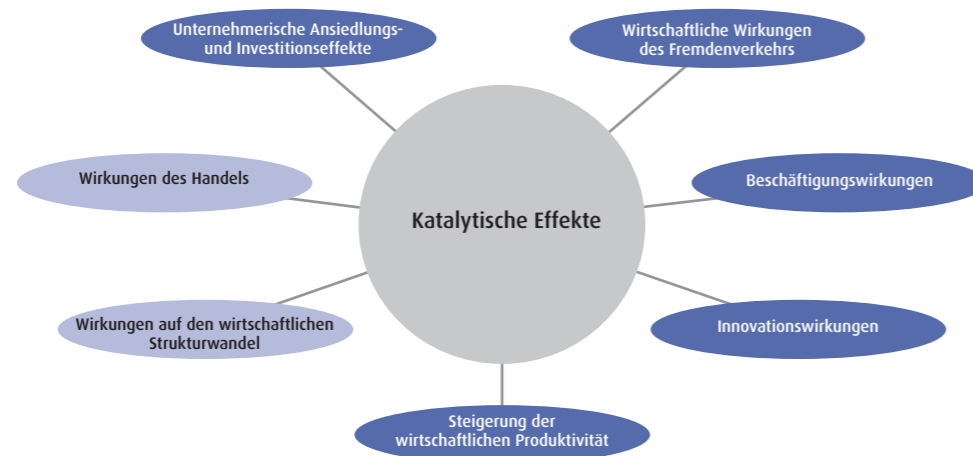 Unternehmerische Ansiedlungs-
und Investitionseffekte
Wirtschaftliche Wirkungen
des Fremdenverkehrs
Wirkungen des Handels
Beschäftigungswirkungen
Katalytische Effekte
Wirkungen auf den wirtschaftlichen
Strukturwandel
Innovationswirkungen
Steigerung der
wirtschaftlichen Produktivität